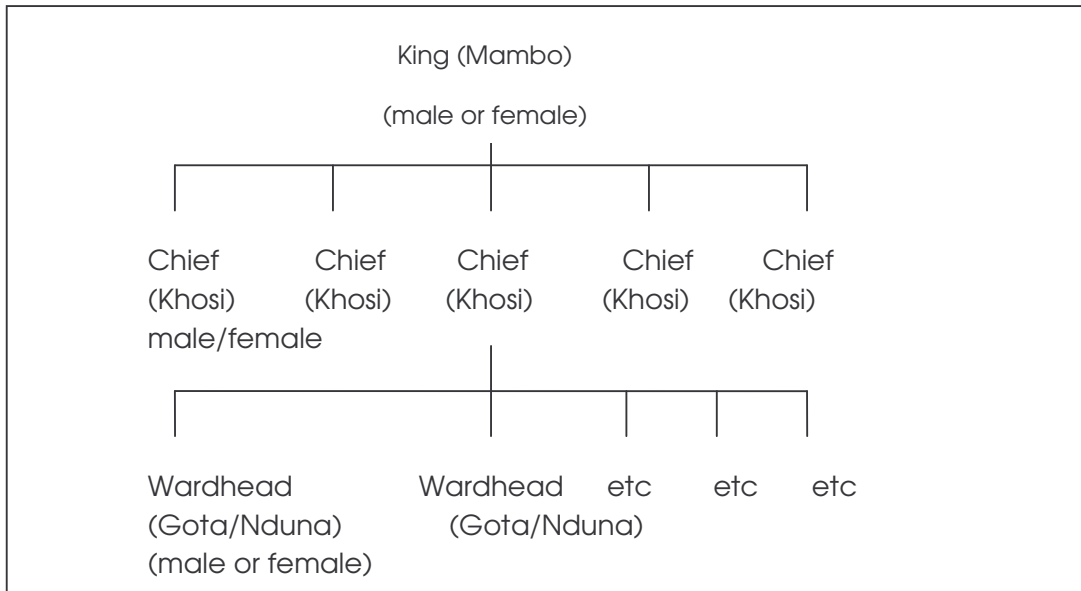 King (Mambo)
(male or female)
Chief Chief Chief Chief Chief
(Khosi) (Khosi) (Khosi) (Khosi) (Khosi)
male/female
Wardhead Wardhead etc etc etc
(Gota/Nduna) (Gota/Nduna)
(male or female)